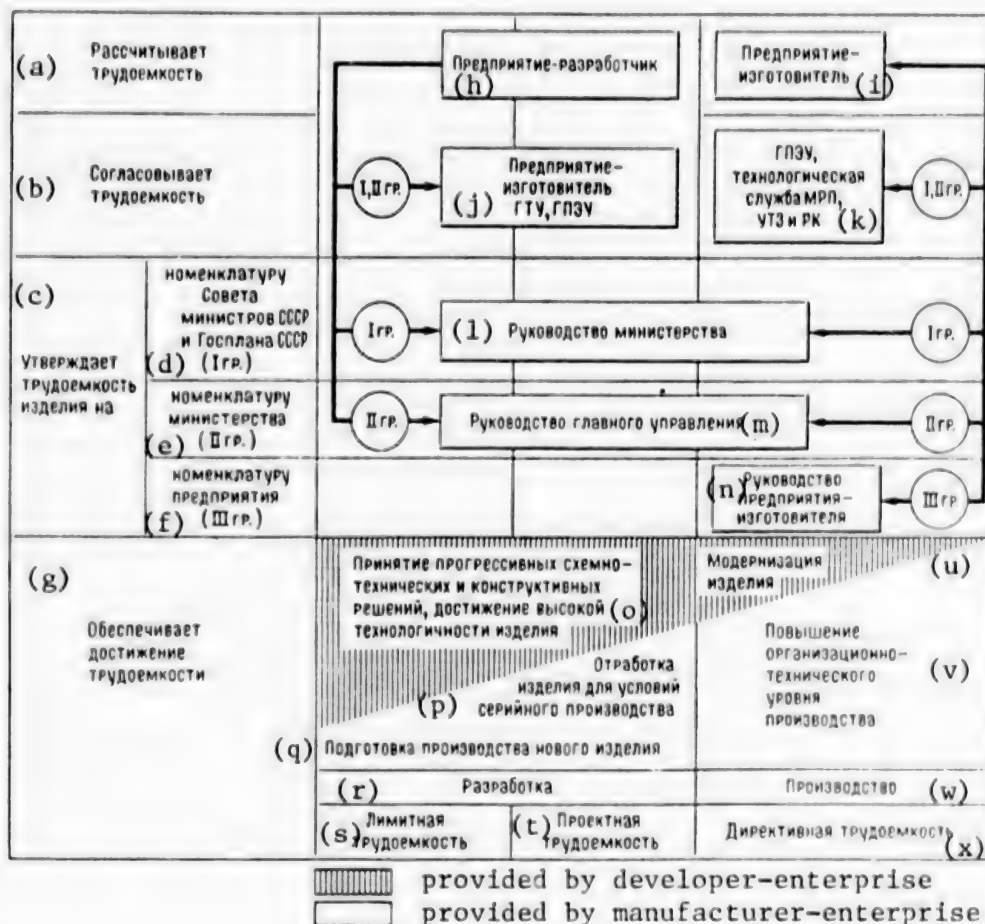 (a) Рассчитывает
трудоемкость
Предприятие-разработчик
(h)
Предприятие-
изготовитель (i)
(b) Согласовывает
трудоемкость
I, II гр.
Предприятие-
изготовитель
(j) ГТУ, ГПЭУ
ГПЭУ,
технологическая
служба МРП,
УТЗ и РК (k)
I, II гр.
(c)
Утверждает
трудоемкость
изделия на
номенклатуру
Совета
министров СССР
и Госплана СССР
(d) (I гр.)
I гр.
(l) Руководство министерства
I гр.
номенклатуру
министерства
(e) (II гр.)
II гр.
Руководство главного управления (m)
II гр.
номенклатуру
предприятия
(f) (III гр.)
(n) Руководство
предприятия-
изготовителя
III гр.
(g)
Обеспечивает
достижение
трудоемкости
Принятие прогрессивных схемно-
технических и конструктивных
решений, достижение высокой (o)
технологичности изделия
Модернизация (u)
изделия
Отработка
изделия для условий
(p) серийного производства
Повышение
организационно-
технического (v)
уровня
производства
(q) Подготовка производства нового изделия
(r) Разработка
Производство (w)
(s) Лимитная
трудоемкость
(t) Проектная
трудоемкость
Директивная трудоемкость (x)
provided by developer-enterprise
provided by manufacturer-enterprise